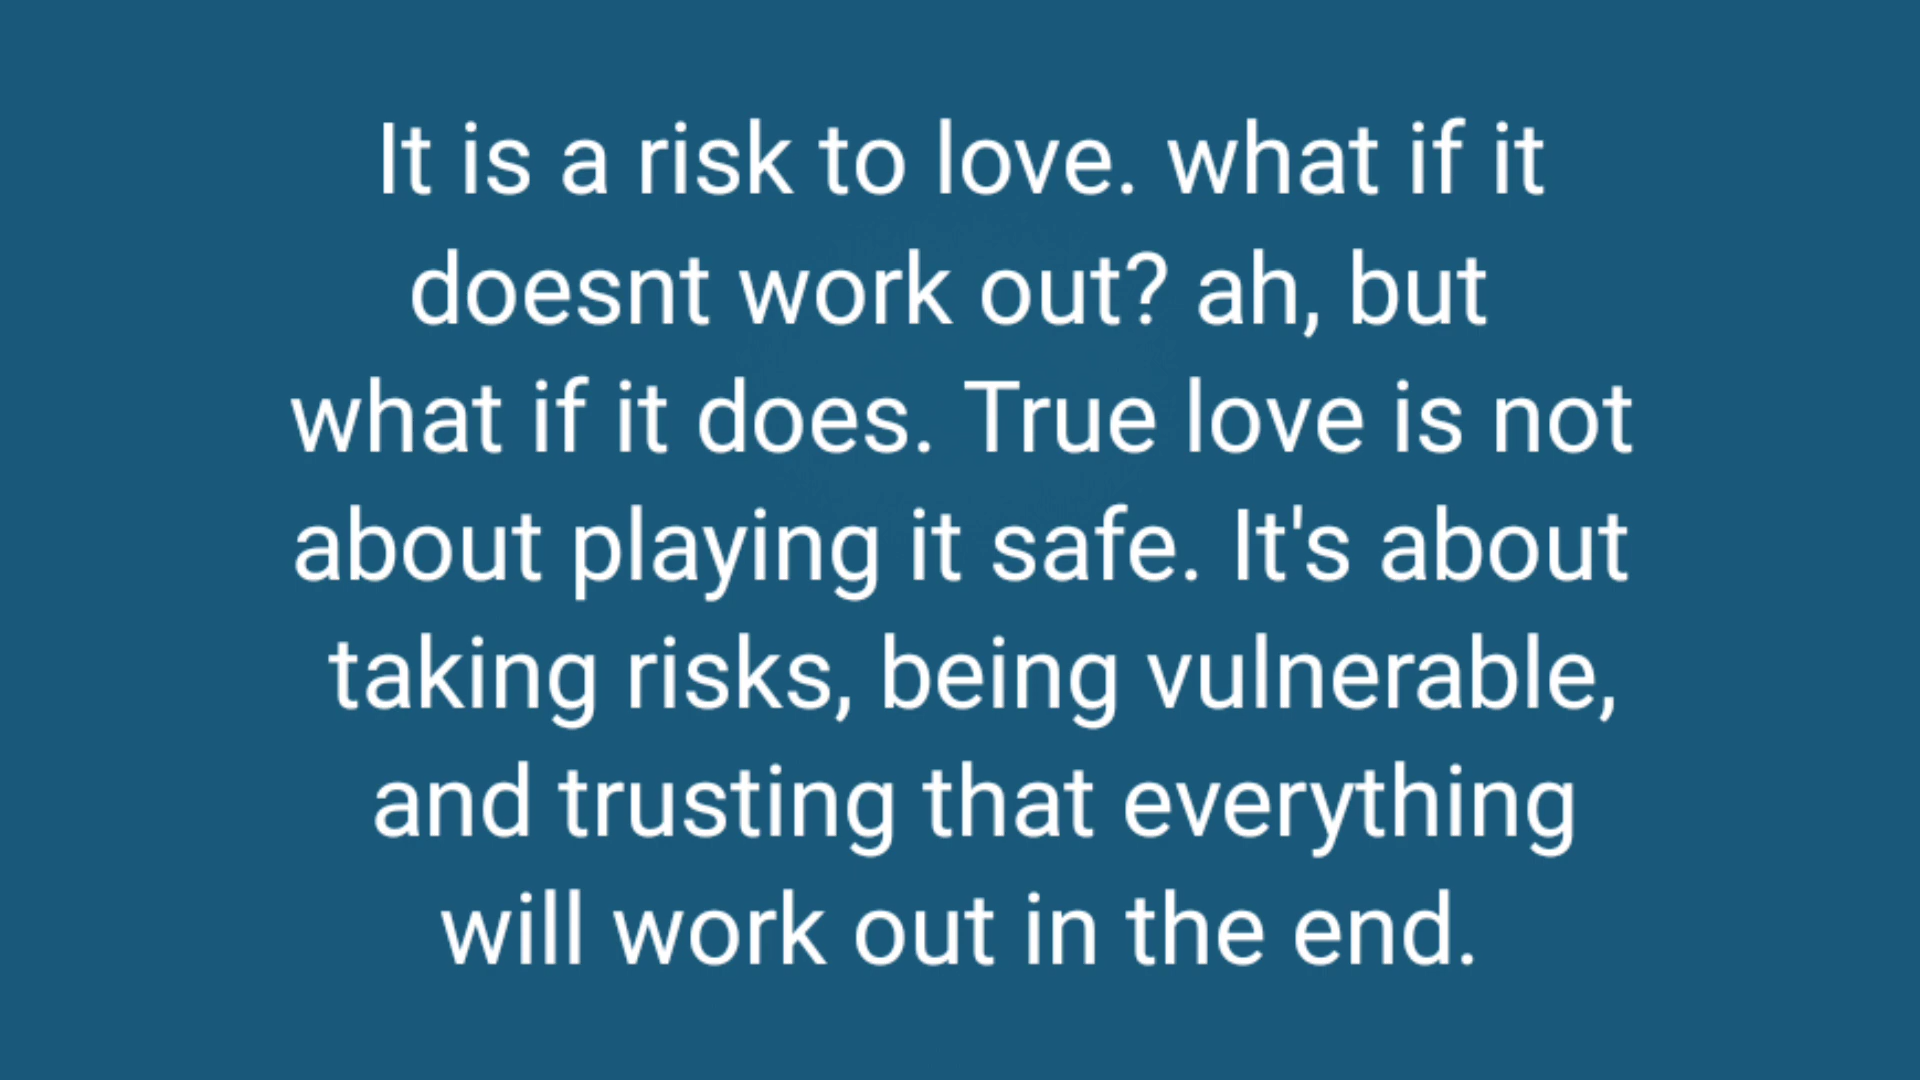 It is a risk to love. what if it
doesnt work out? ah, but
what if it does. True love is not
about playing it safe. It's about
taking risks, being vulnerable,
and trusting that everything
will work out in the end.